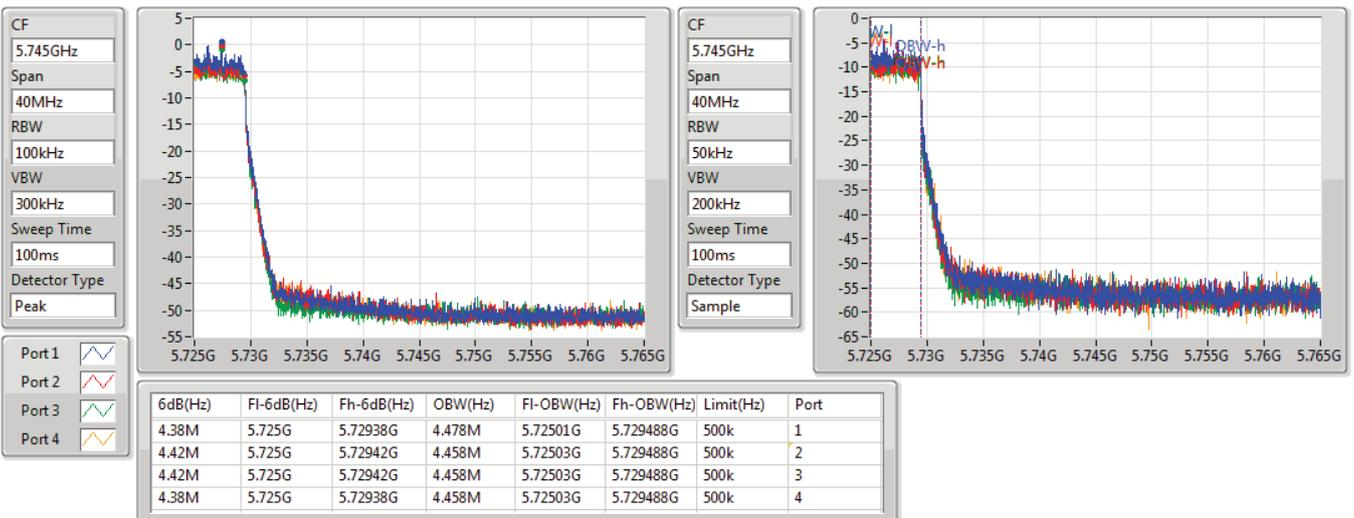 CF
5.745GHz
Span
40MHz
RBW
100kHz
VBW
300kHz
Sweep Time
100ms
Detector Type
Peak
5
0
-5
-10
-15
-20
-25
-30
-35
-40
-45
-50
-55
5.725G 5.73G 5.735G 5.74G 5.745G 5.75G 5.755G 5.76G 5.765G
CF
5.745GHz
Span
40MHz
RBW
50kHz
VBW
200kHz
Sweep Time
100ms
Detector Type
Sample
0
-5
-10
-15
-20
-25
-30
-35
-40
-45
-50
-55
-60
-65
OBW-h
5.725G 5.73G 5.735G 5.74G 5.745G 5.75G 5.755G 5.76G 5.765G
Port 1
Port 2
Port 3
Port 4
6dB(Hz) Fl-6dB(Hz) Fh-6dB(Hz) OBW(Hz) Fl-OBW(Hz) Fh-OBW(Hz) Limit(Hz) Port
4.38M 5.725G 5.72938G 4.478M 5.72501G 5.729488G 500k 1
4.42M 5.725G 5.72942G 4.458M 5.72503G 5.729488G 500k 2
4.42M 5.725G 5.72942G 4.458M 5.72503G 5.729488G 500k 3
4.38M 5.725G 5.72938G 4.458M 5.72503G 5.729488G 500k 4